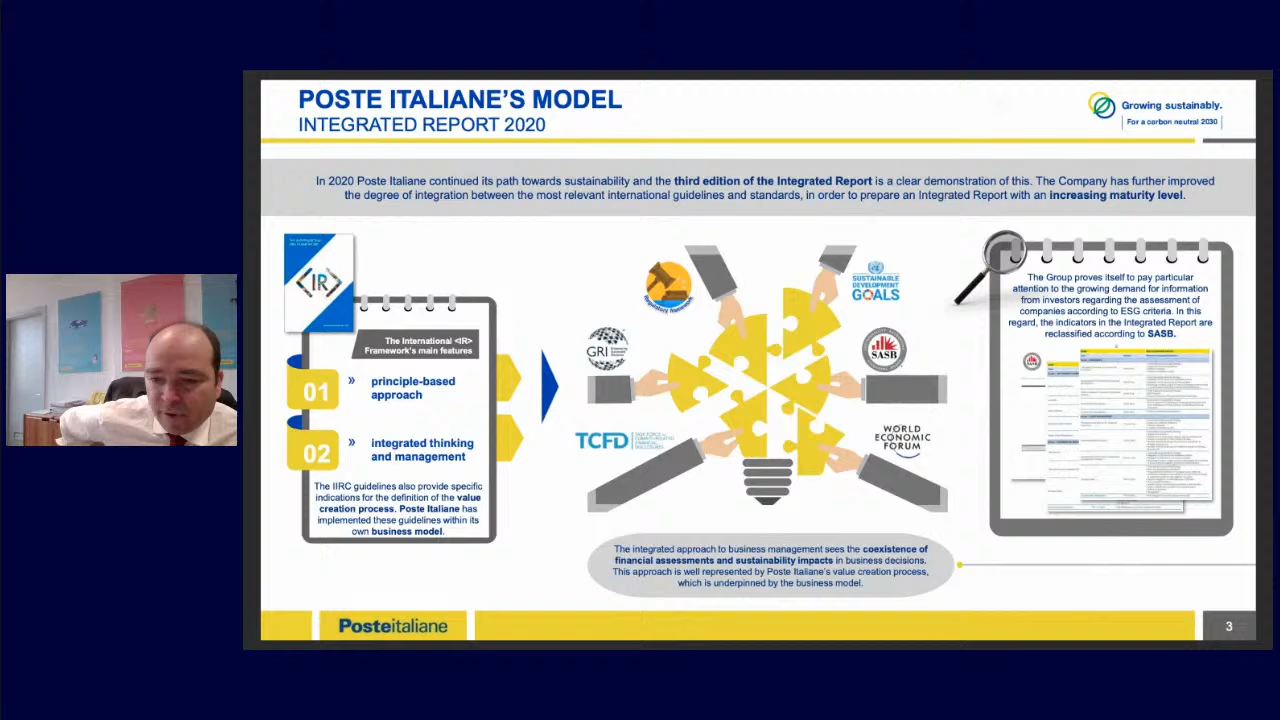 POSTE ITALIANE'S MODEL
INTEGRATED REPORT 2020
Growing sustainably.
For a carbon neutral 2030
In 2020 Poste Italiane continued its path towards sustainability and the third edition of the Integrated Report is a clear demonstration of this. The Company has further improved
the degree of integration between the most relevant international guidelines and standards, in order to prepare an Integrated Report with an increasing maturity level.
<IR>
The International <IR>
Framework's main features
01
» principle-based
approach
02
» integrated thinking
and management
The IIRC guidelines also provide specific
indications for the definition of the value
creation process. Poste Italiane has
implemented these guidelines within its
own business model.
Regulatory framework
SUSTAINABLE
DEVELOPMENT
GOALS
GRI
SASB
TCFD
TASK FORCE ON
CLIMATE-RELATED
FINANCIAL
DISCLOSURES
WORLD
ECONOMIC
FORUM
The integrated approach to business management sees the coexistence of
financial assessments and sustainability impacts in business decisions.
This approach is well represented by Poste Italiane's value creation process,
which is underpinned by the business model.
The Group proves itself to pay particular
attention to the growing demand for information
from investors regarding the assessment of
companies according to ESG criteria. In this
regard, the indicators in the Integrated Report are
reclassified according to SASB.
Posteitaliane
3